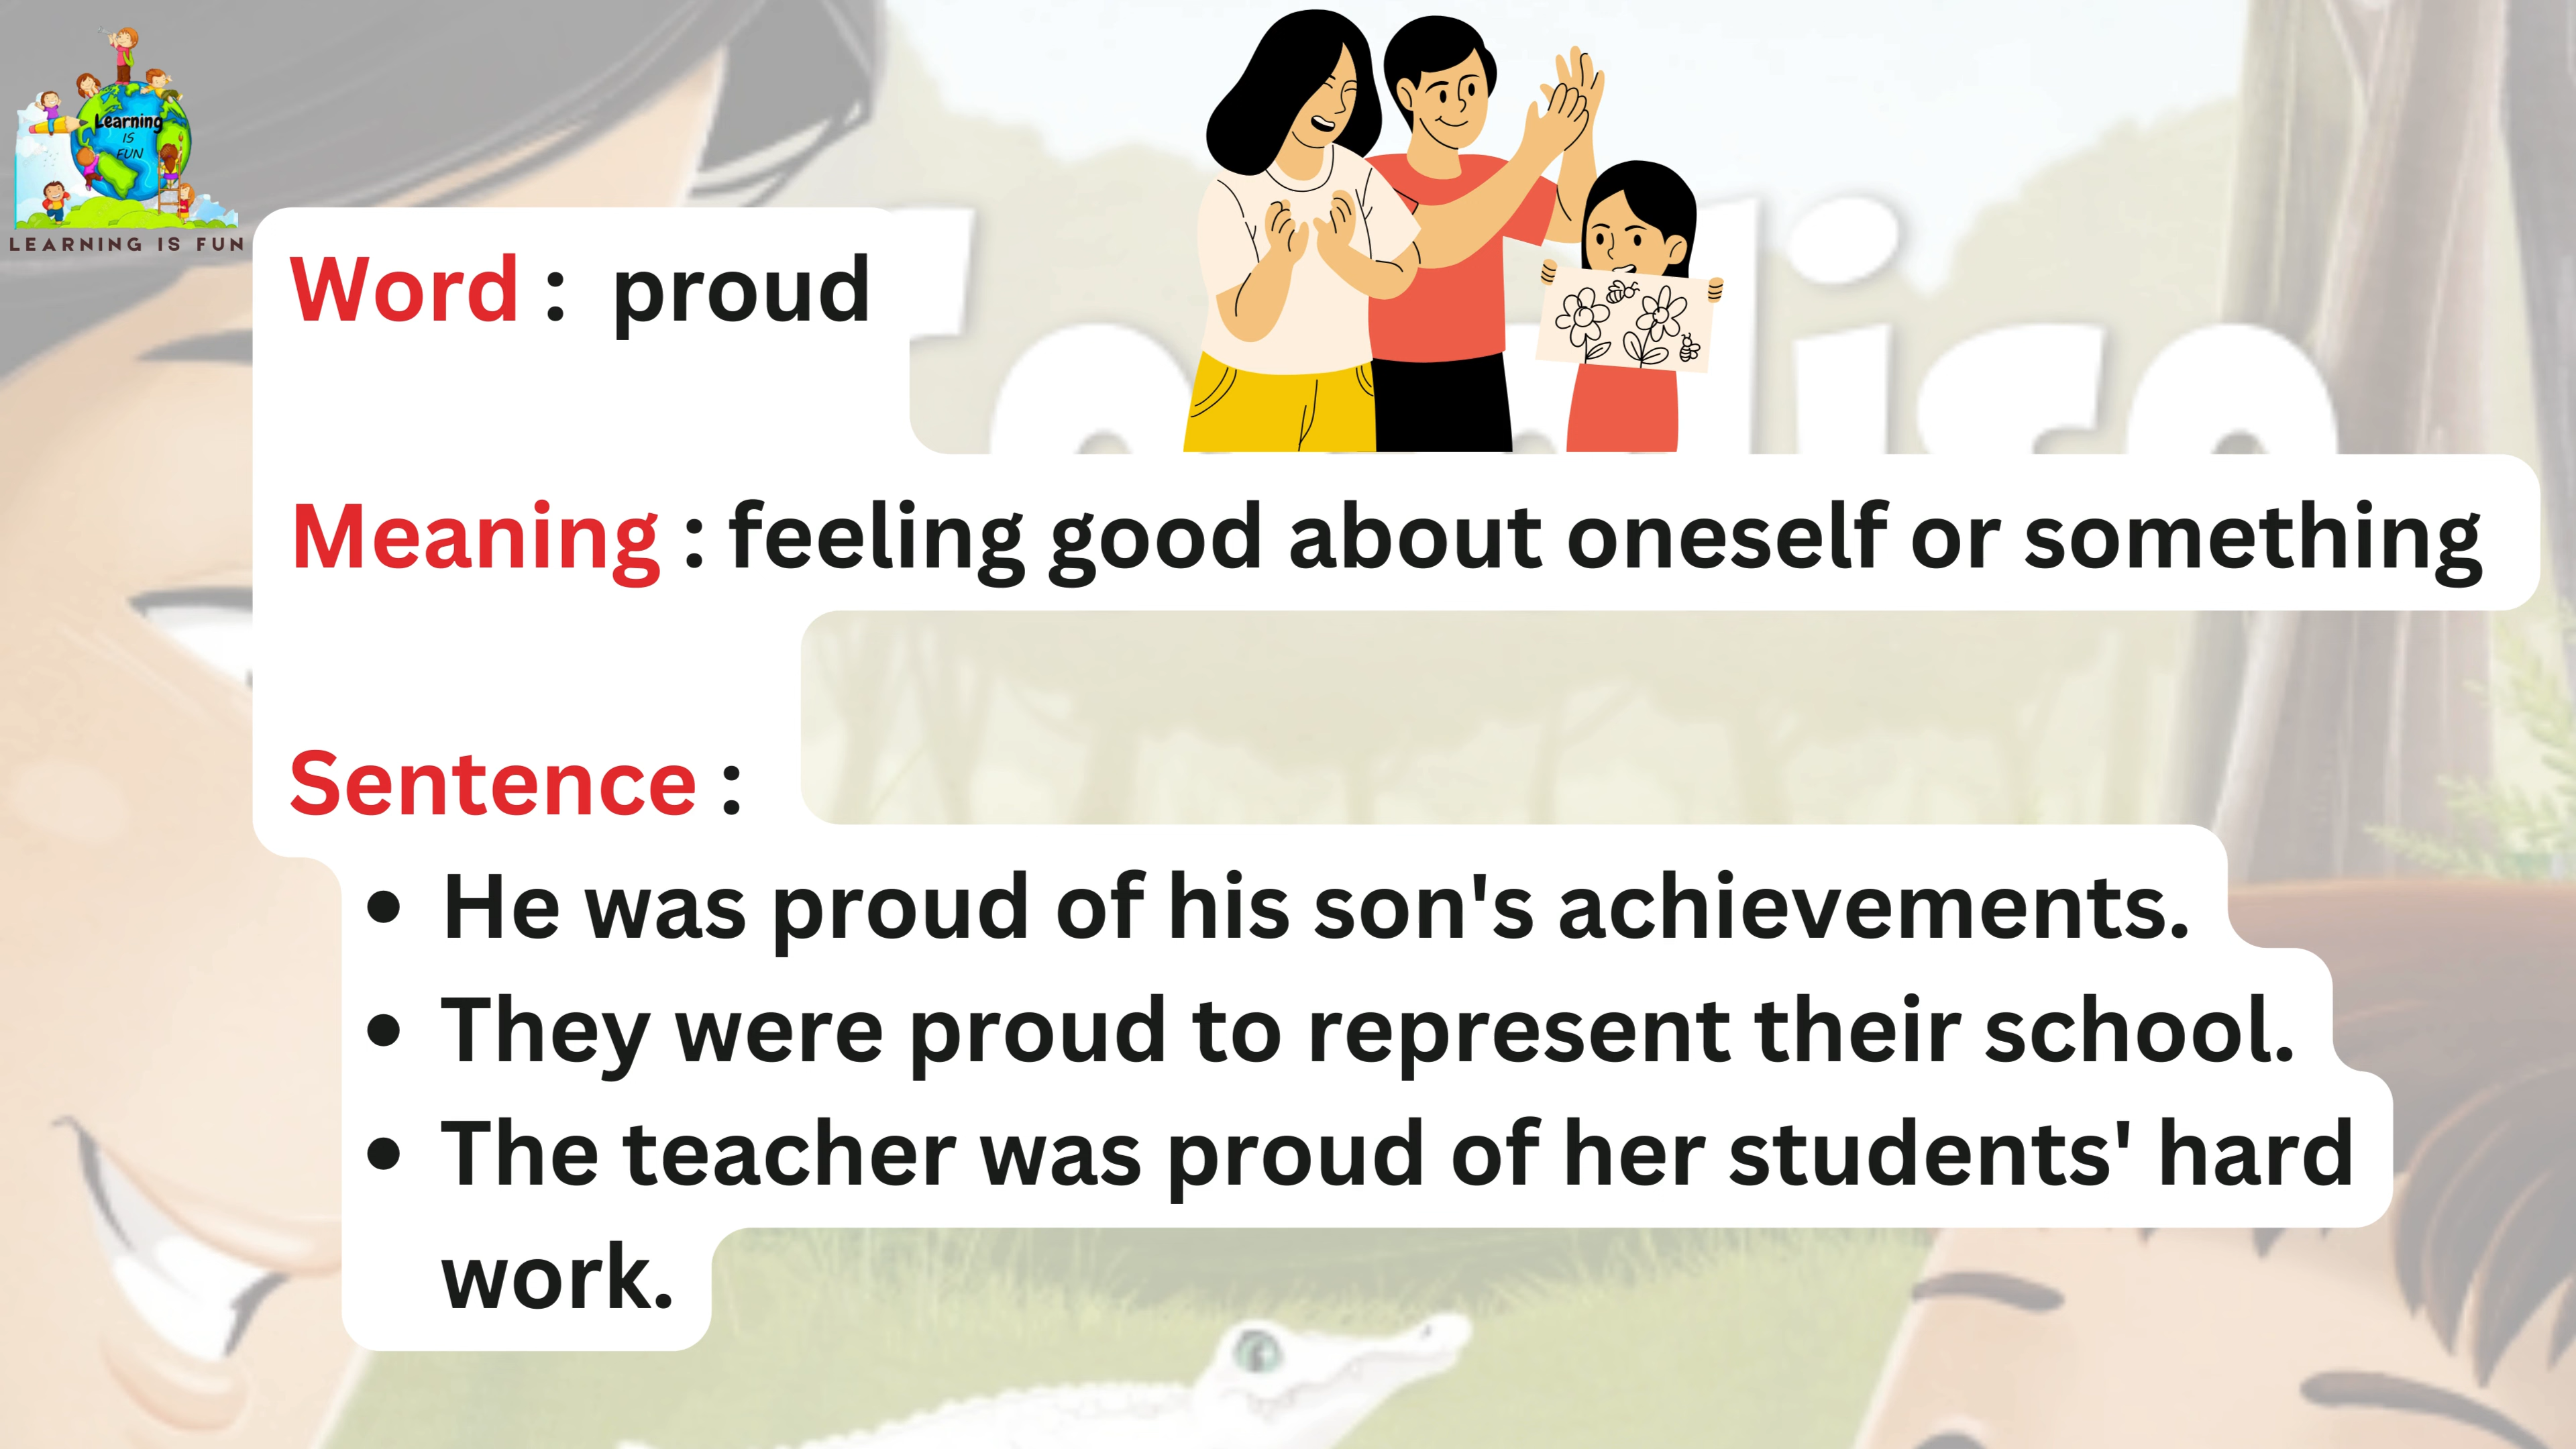 Learning
IS
FUN
LEARNING IS FUN
Word : proud
Meaning : feeling good about oneself or something
Sentence :
• He was proud of his son's achievements.
• They were proud to represent their school.
• The teacher was proud of her students' hard
work.